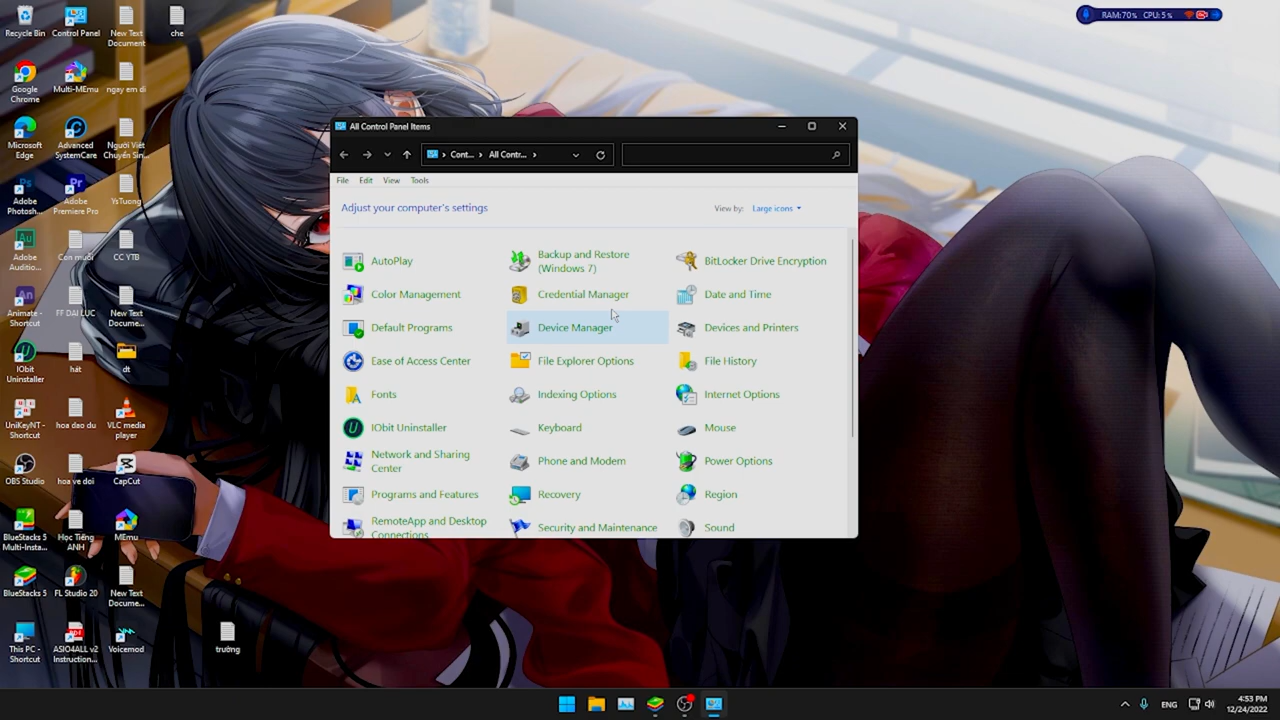 Recycle Bin
Control Panel
New Text
Document
che
Google
Chrome
Multi-MEmu
ngay em di
Microsoft
Edge
Advanced
SystemCare
Người Việt
Chuyển Sin...
Adobe
Photosh...
Adobe
Premiere Pro
YsTuong
Adobe
Auditio...
Con muỗi
CC YTB
Animate -
Shortcut
FF DAI LUC
New Text
Docume...
IObit
Uninstaller
hát
dt
UniKeyNT -
Shortcut
hoa dao du
VLC media
player
OBS Studio
hoa ve doi
CapCut
BlueStacks 5
Multi-Insta...
Học Tiếng
ANH
MEmu
BlueStacks 5
FL Studio 20
New Text
Docume...
This PC -
Shortcut
ASIO4ALL v2
Instruction...
Voicemod
trường
RAM:70% CPU:5%
All Control Panel Items
Cont... All Contr...
File Edit View Tools
Adjust your computer's settings
View by: Large icons
AutoPlay
Backup and Restore
(Windows 7)
BitLocker Drive Encryption
Color Management
Credential Manager
Date and Time
Default Programs
Device Manager
Devices and Printers
Ease of Access Center
File Explorer Options
File History
Fonts
Indexing Options
Internet Options
IObit Uninstaller
Keyboard
Mouse
Network and Sharing
Center
Phone and Modem
Power Options
Programs and Features
Recovery
Region
RemoteApp and Desktop
Connections
Security and Maintenance
Sound
ENG
4:53 PM
12/24/2022